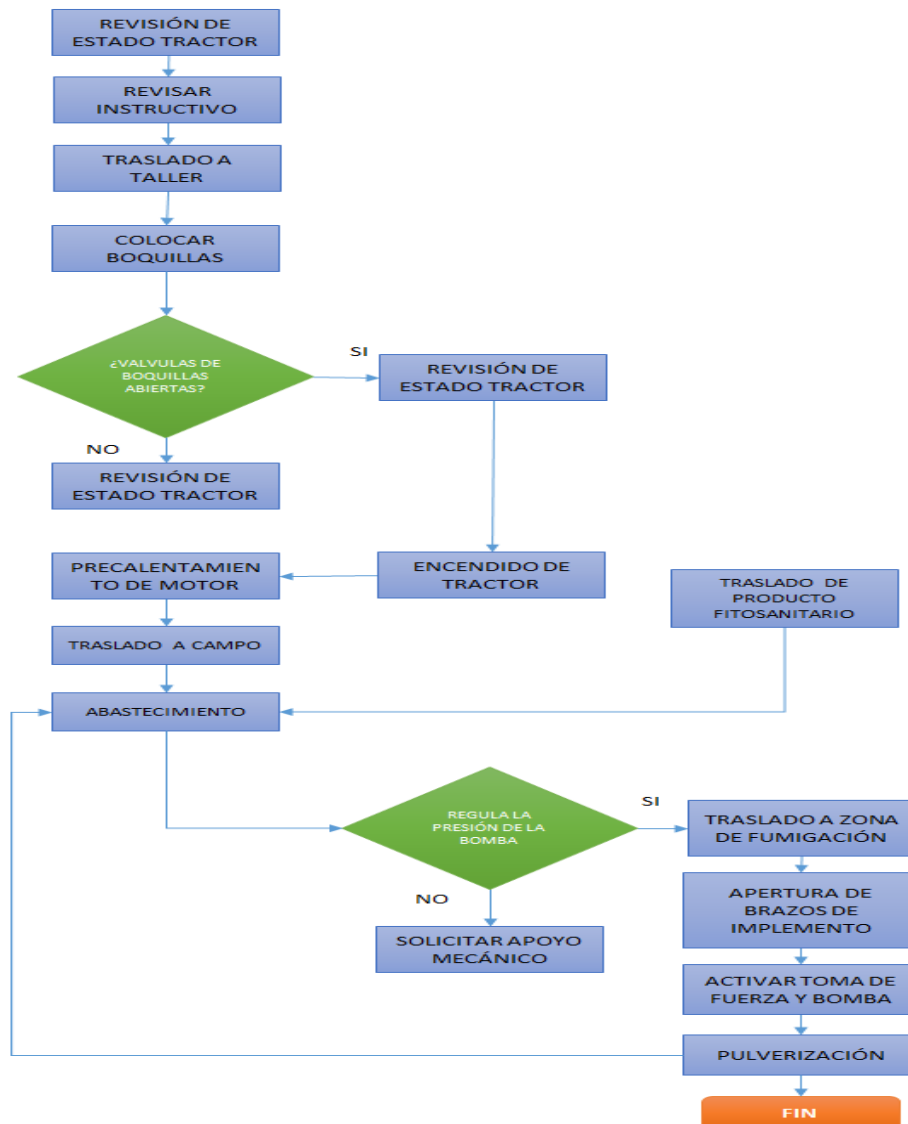 REVISIÓN DE
ESTADO TRACTOR
REVISAR
INSTRUCTIVO
TRASLADO A
TALLER
COLOCAR
BOQUILLAS
¿VALVULAS DE
BOQUILLAS
ABIERTAS?
SI
REVISIÓN DE
ESTADO TRACTOR
NO
REVISIÓN DE
ESTADO TRACTOR
PRECALENTAMIEN
TO DE MOTOR
ENCENDIDO DE
TRACTOR
TRASLADO DE
PRODUCTO
FITOSANITARIO
TRASLADO A CAMPO
ABASTECIMIENTO
REGULA LA
PRESIÓN DE LA
BOMBA
SI
TRASLADO A ZONA
DE FUMIGACIÓN
NO
SOLICITAR APOYO
MECÁNICO
APERTURA DE
BRAZOS DE
IMPLEMENTO
ACTIVAR TOMA DE
FUERZA Y BOMBA
PULVERIZACIÓN
FIN